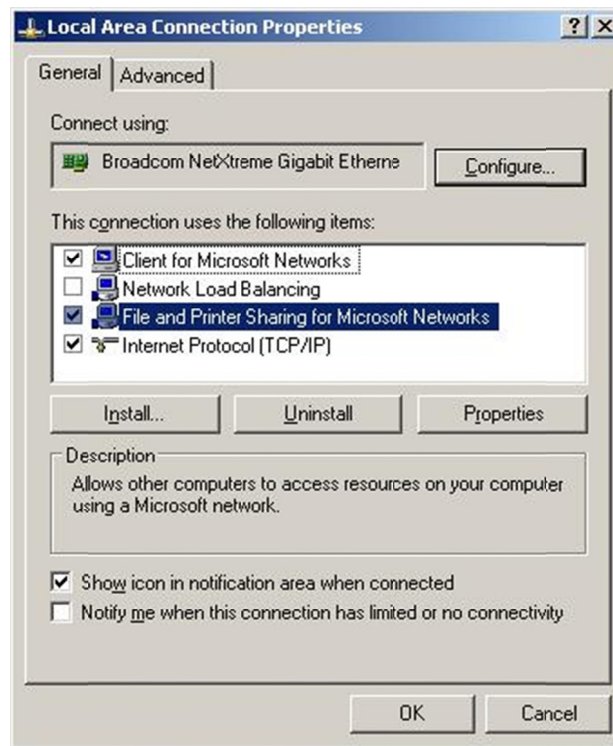 Local Area Connection Properties
General
Advanced
Connect using:
Broadcom NetXtreme Gigabit Etherne
Configure...
This connection uses the following items:
Client for Microsoft Networks
Network Load Balancing
File and Printer Sharing for Microsoft Networks
Internet Protocol (TCP/IP)
Install...
Uninstall
Properties
Description
Allows other computers to access resources on your computer
using a Microsoft network.
Show icon in notification area when connected
Notify me when this connection has limited or no connectivity
OK
Cancel